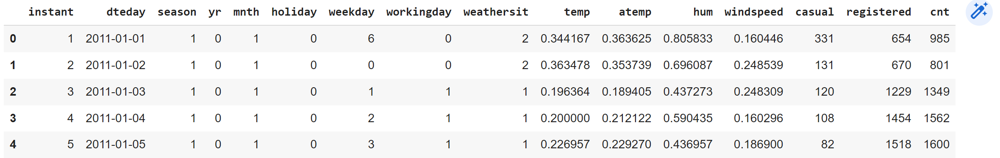 instant dteday season yr mnth holiday weekday workingday weathersit temp atemp hum windspeed casual registered cnt
0 1 2011-01-01 1 0 1 0 6 0 2 0.344167 0.363625 0.805833 0.160446 331 654 985
1 2 2011-01-02 1 0 1 0 0 0 2 0.363478 0.353739 0.696087 0.248539 131 670 801
2 3 2011-01-03 1 0 1 0 1 1 1 0.196364 0.189405 0.437273 0.248309 120 1229 1349
3 4 2011-01-04 1 0 1 0 2 1 1 0.200000 0.212122 0.590435 0.160296 108 1454 1562
4 5 2011-01-05 1 0 1 0 3 1 1 0.226957 0.229270 0.436957 0.186900 82 1518 1600